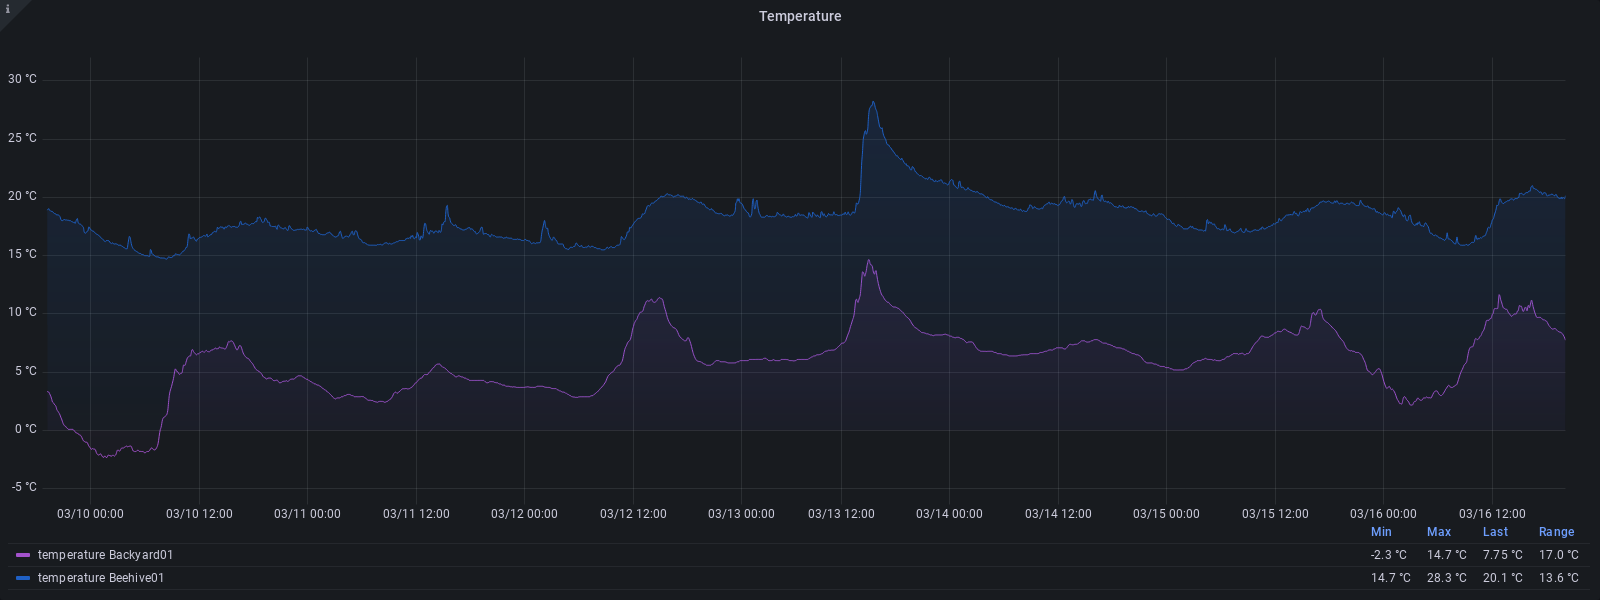 i
Temperature
30 °C
25 °C
20 °C
15 °C
10 °C
5 °C
0 °C
-5 °C
03/10 00:00 03/10 12:00 03/11 00:00 03/11 12:00 03/12 00:00 03/12 12:00 03/13 00:00 03/13 12:00 03/14 00:00 03/14 12:00 03/15 00:00 03/15 12:00 03/16 00:00 03/16 12:00
Min Max Last Range
temperature Backyard01 -2.3 °C 14.7 °C 7.75 °C 17.0 °C
temperature Beehive01 14.7 °C 28.3 °C 20.1 °C 13.6 °C